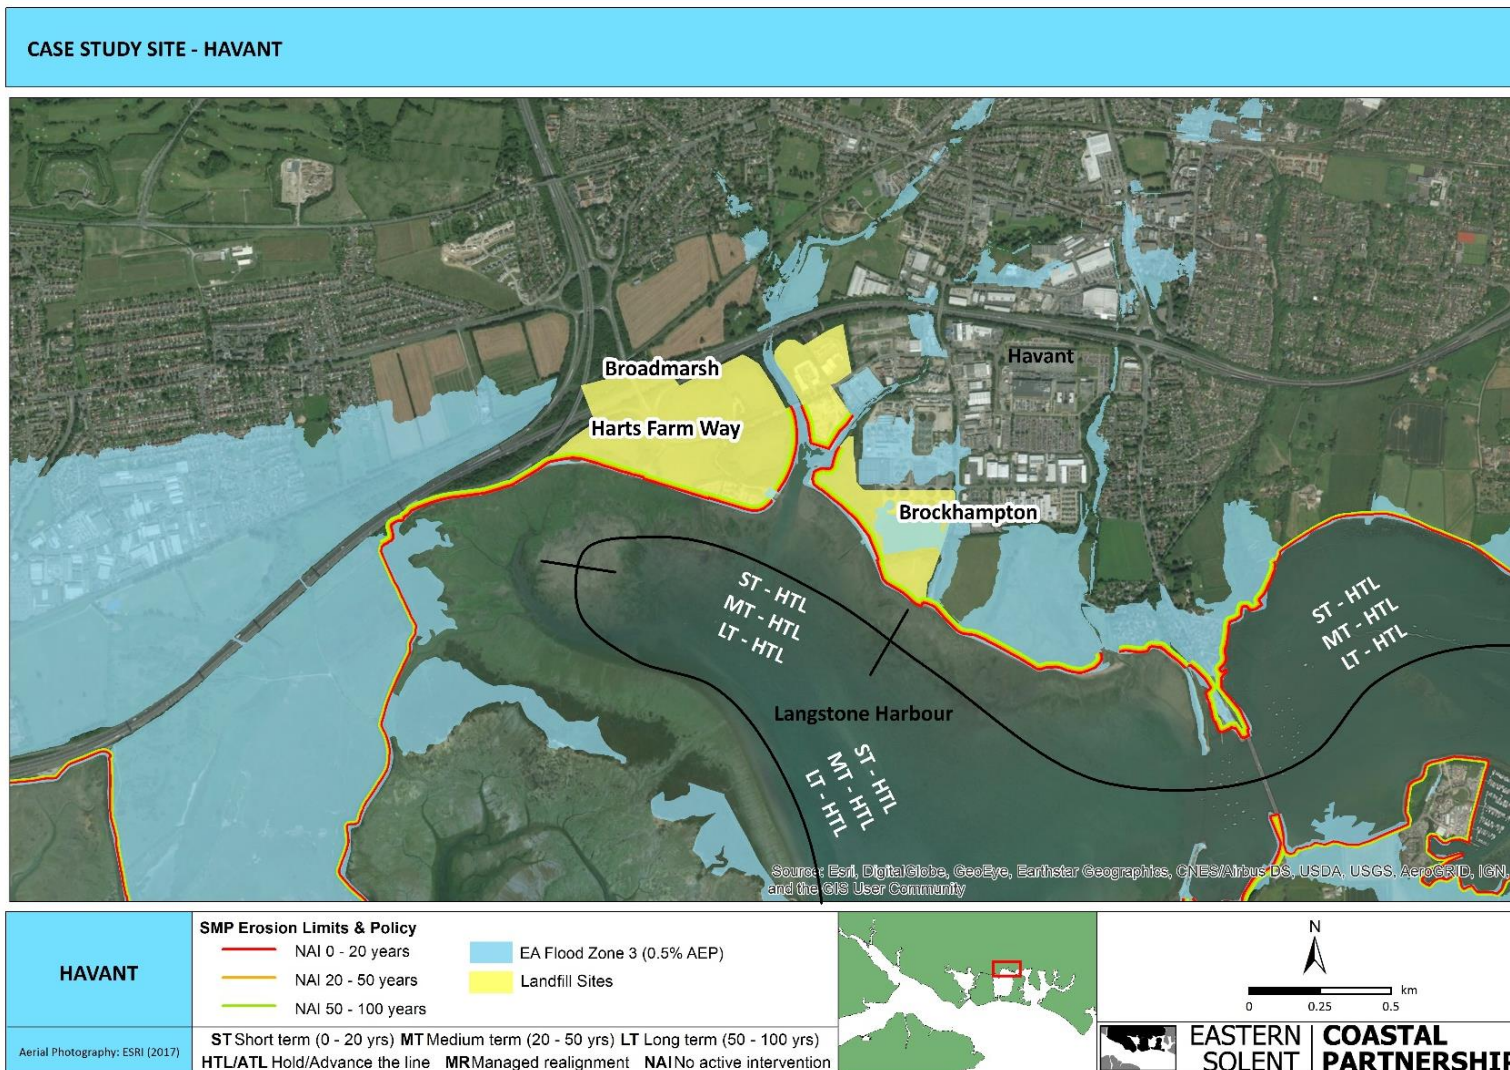 CASE STUDY SITE - HAVANT
Broadmarsh
Harts Farm Way
Havant
Brockhampton
ST - HTL
MT - HTL
LT - HTL
ST - HTL
MT - HTL
LT - HTL
Langstone Harbour
ST - HTL
MT - HTL
LT - HTL
Source: Esri, DigitalGlobe, GeoEye, Earthstar Geographics, CNES/Airbus DS, USDA, USGS, AeroGRID, IGN,
and the GIS User Community
HAVANT
Aerial Photography: ESRI (2017)
SMP Erosion Limits & Policy
NAI 0 - 20 years
NAI 20 - 50 years
NAI 50 - 100 years
EA Flood Zone 3 (0.5% AEP)
Landfill Sites
ST Short term (0 - 20 yrs) MT Medium term (20 - 50 yrs) LT Long term (50 - 100 yrs)
HTL/ATL Hold/Advance the line MR Managed realignment NAI No active intervention
N
km
0 0.25 0.5
EASTERN
SOLENT
COASTAL
PARTNERSHIP